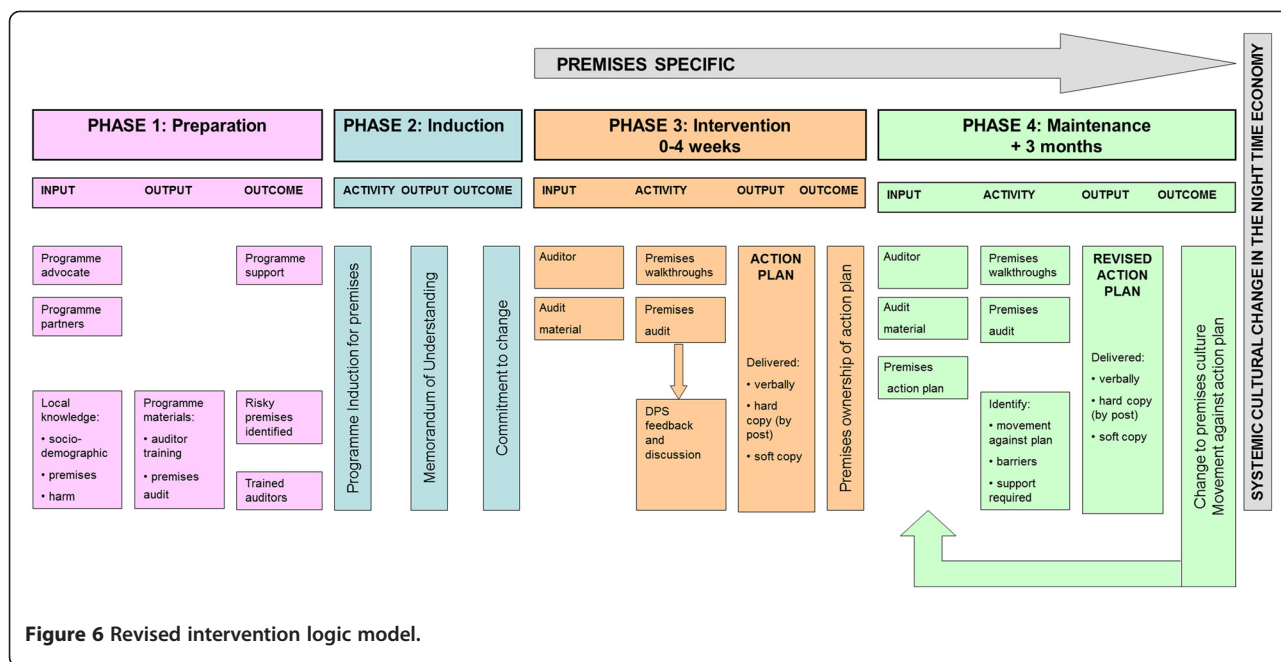 PREMISES SPECIFIC
SYSTEMIC CULTURAL CHANGE IN THE NIGHT TIME ECONOMY
PHASE 1: Preparation
INPUT
OUTPUT
OUTCOME
Programme
advocate
Programme
partners
Local
knowledge:
• socio-
demographic
• premises
• harm
Programme
materials:
• auditor
training
• premises
audit
Programme
support
Risky
premises
identified
Trained
auditors
PHASE 2: Induction
ACTIVITY OUTPUT OUTCOME
Programme Induction for premises
Memorandum of Understanding
Commitment to change
PHASE 3: Intervention
0-4 weeks
INPUT
ACTIVITY
OUTPUT
OUTCOME
Auditor
Audit
material
Premises
walkthroughs
Premises
audit
DPS
feedback
and
discussion
ACTION
PLAN
Delivered:
• verbally
• hard
copy (by
post)
• soft copy
Premises ownership of action plan
PHASE 4: Maintenance
+ 3 months
INPUT
ACTIVITY
OUTPUT
OUTCOME
Auditor
Audit
material
Premises
action plan
Premises
walkthroughs
Premises
audit
Identify:
• movement
against plan
• barriers
• support
required
REVISED
ACTION
PLAN
Delivered:
• verbally
• hard copy
(by post)
• soft copy
Change to premises culture
Movement against action plan
Figure 6 Revised intervention logic model.